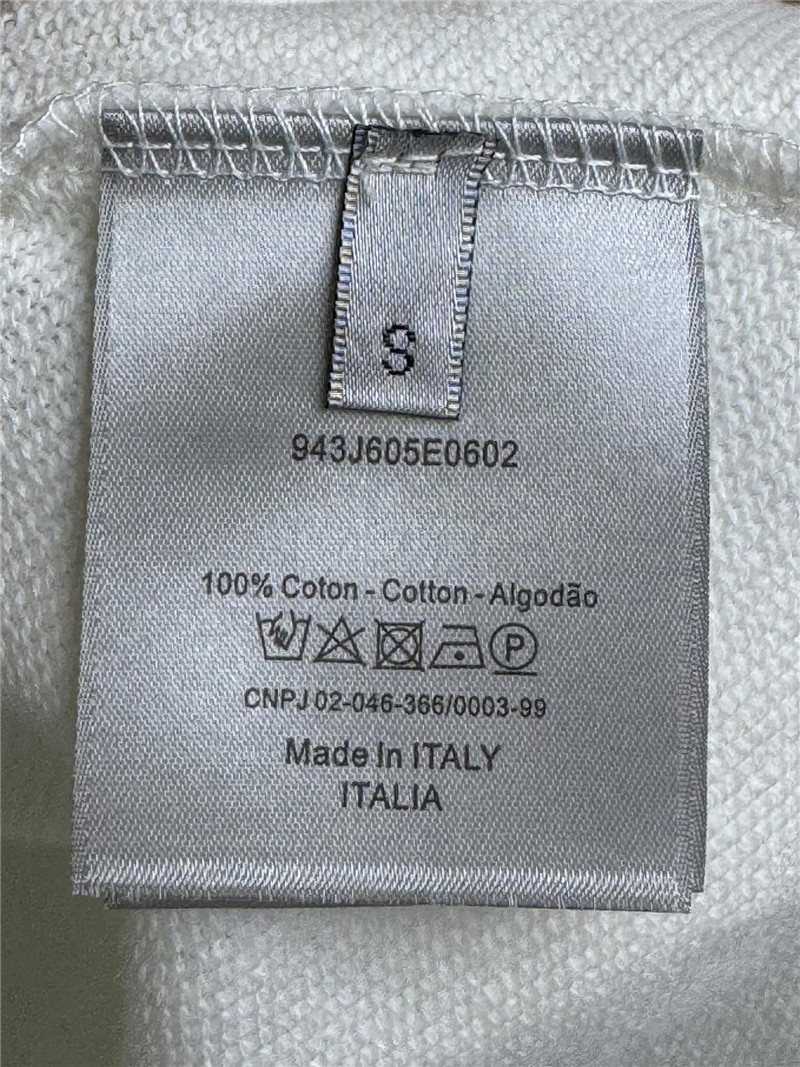 S
943J605E0602
100% Coton - Cotton - Algodão
P
CNPJ 02-046-366/0003-99
Made In ITALY
ITALIA